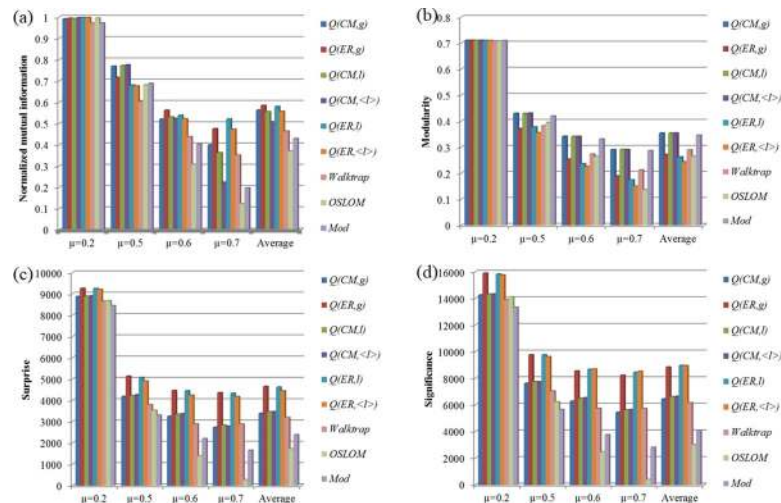 (a)
Normalized mutual information
1
0.9
0.8
0.7
0.6
0.5
0.4
0.3
0.2
0.1
0
μ=0.2 μ=0.5 μ=0.6 μ=0.7 Average
Q(CM,g)
Q(ER,g)
Q(CM,l)
Q(CM,<l>)
Q(ER,l)
Q(ER,<l>)
Walktrap
OSLOM
Mod
(b)
Modularity
0.8
0.7
0.6
0.5
0.4
0.3
0.2
0.1
0
μ=0.2 μ=0.5 μ=0.6 μ=0.7 Average
Q(CM,g)
Q(ER,g)
Q(CM,l)
Q(CM,<l>)
Q(ER,l)
Q(ER,<l>)
Walktrap
OSLOM
Mod
(c)
Surprise
10000
9000
8000
7000
6000
5000
4000
3000
2000
1000
0
μ=0.2 μ=0.5 μ=0.6 μ=0.7 Average
Q(CM,g)
Q(ER,g)
Q(CM,l)
Q(CM,<l>)
Q(ER,l)
Q(ER,<l>)
Walktrap
OSLOM
Mod
(d)
Significance
16000
14000
12000
10000
8000
6000
4000
2000
0
μ=0.2 μ=0.5 μ=0.6 μ=0.7 Average
Q(CM,g)
Q(ER,g)
Q(CM,l)
Q(CM,<l>)
Q(ER,l)
Q(ER,<l>)
Walktrap
OSLOM
Mod